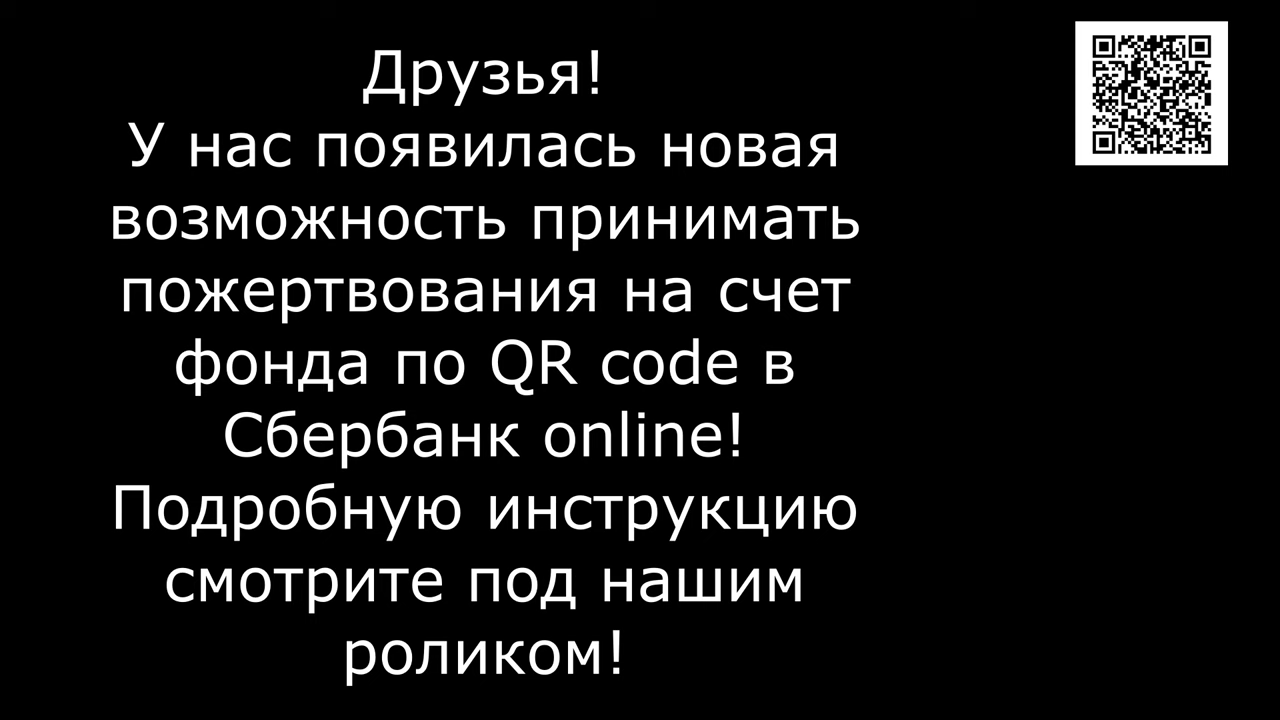 Друзья!
У нас появилась новая
возможность принимать
пожертвования на счет
фонда по QR code в
Сбербанк online!
Подробную инструкцию
смотрите под нашим
роликом!